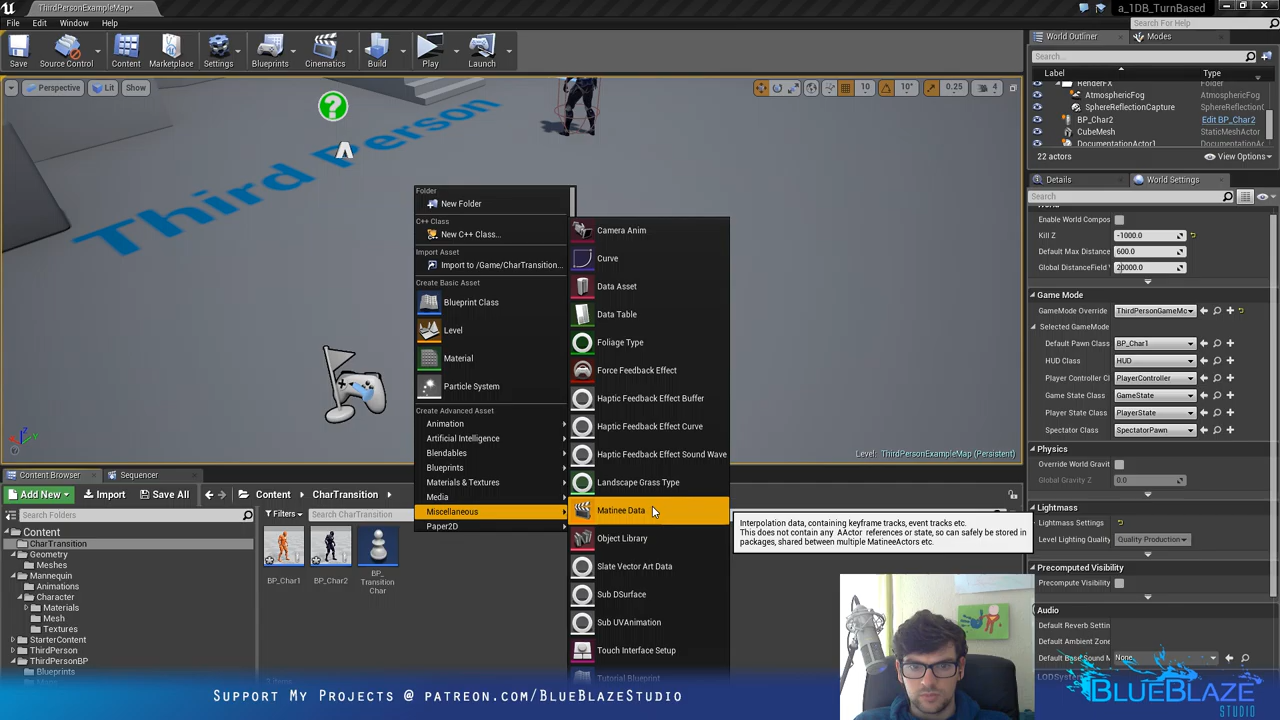 ThirdPersonExampleMap*
a_1DB_TurnBased
File Edit Window Help
Search For Help
Save
Source Control
Content
Marketplace
Settings
Blueprints
Cinematics
Build
Play
Launch
Perspective
Lit
Show
10
10°
0.25
4
Third Person
World Outliner
Modes
Search...
Label
Type
RenderFX
Folder
AtmosphericFog
AtmosphericFog
SphereReflectionCapture
BP_Char2
Edit BP_Char2
CubeMesh
StaticMeshActor
DocumentationActor1
22 actors
View Options
Details
World Settings
Search
World
Enable World Compos
Kill Z
-1000.0
Default Max Distance
600.0
Global DistanceField
20000.0
Game Mode
GameMode Override
ThirdPersonGameMo
Selected GameMode
Default Pawn Class
BP_Char1
HUD Class
HUD
Player Controller Cl
PlayerController
Game State Class
GameState
Player State Class
PlayerState
Spectator Class
SpectatorPawn
Physics
Override World Gravit
Global Gravity Z
0.0
Lightmass
Lightmass Settings
Level Lighting Quality
Quality Production
Precomputed Visibility
Precompute Visibility
Audio
Default Reverb Settin
Default Ambient Zone
Default Base Sound M
None
LODSystem
Folder
New Folder
C++ Class
New C++ Class...
Import Asset
Import to /Game/CharTransition...
Create Basic Asset
Blueprint Class
Level
Material
Particle System
Create Advanced Asset
Animation
Artificial Intelligence
Blendables
Blueprints
Materials & Textures
Media
Miscellaneous
Paper2D
Camera Anim
Curve
Data Asset
Data Table
Foliage Type
Force Feedback Effect
Haptic Feedback Effect Buffer
Haptic Feedback Effect Curve
Haptic Feedback Effect Sound Wave
Landscape Grass Type
Matinee Data
Object Library
Slate Vector Art Data
Sub DSurface
Sub UVAnimation
Touch Interface Setup
Tutorial Blueprint
Interpolation data, containing keyframe tracks, event tracks etc.
This does not contain any AActor references or state, so can safely be stored in
packages, shared between multiple MatineeActors etc.
Level: ThirdPersonExampleMap (Persistent)
Content Browser
Sequencer
Add New
Import
Save All
Content
CharTransition
Search Folders
Filters
Search CharTransition
Content
CharTransition
Geometry
Meshes
Mannequin
Animations
Character
Materials
Mesh
Textures
StarterContent
ThirdPerson
ThirdPersonBP
Blueprints
BP_Char1
BP_Char2
BP_
Transition
Char
Support My Projects @ patreon.com/BlueBlazeStudio
BlueBlaze
Studio